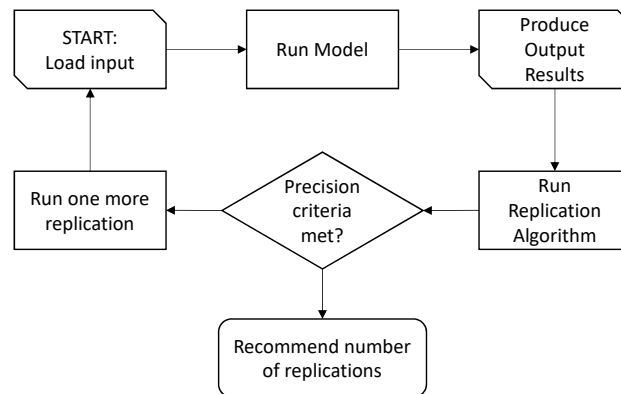 START:
Load input
Run Model
Produce
Output
Results
Run one more
replication
Precision
criteria
met?
Run
Replication
Algorithm
Recommend number
of replications